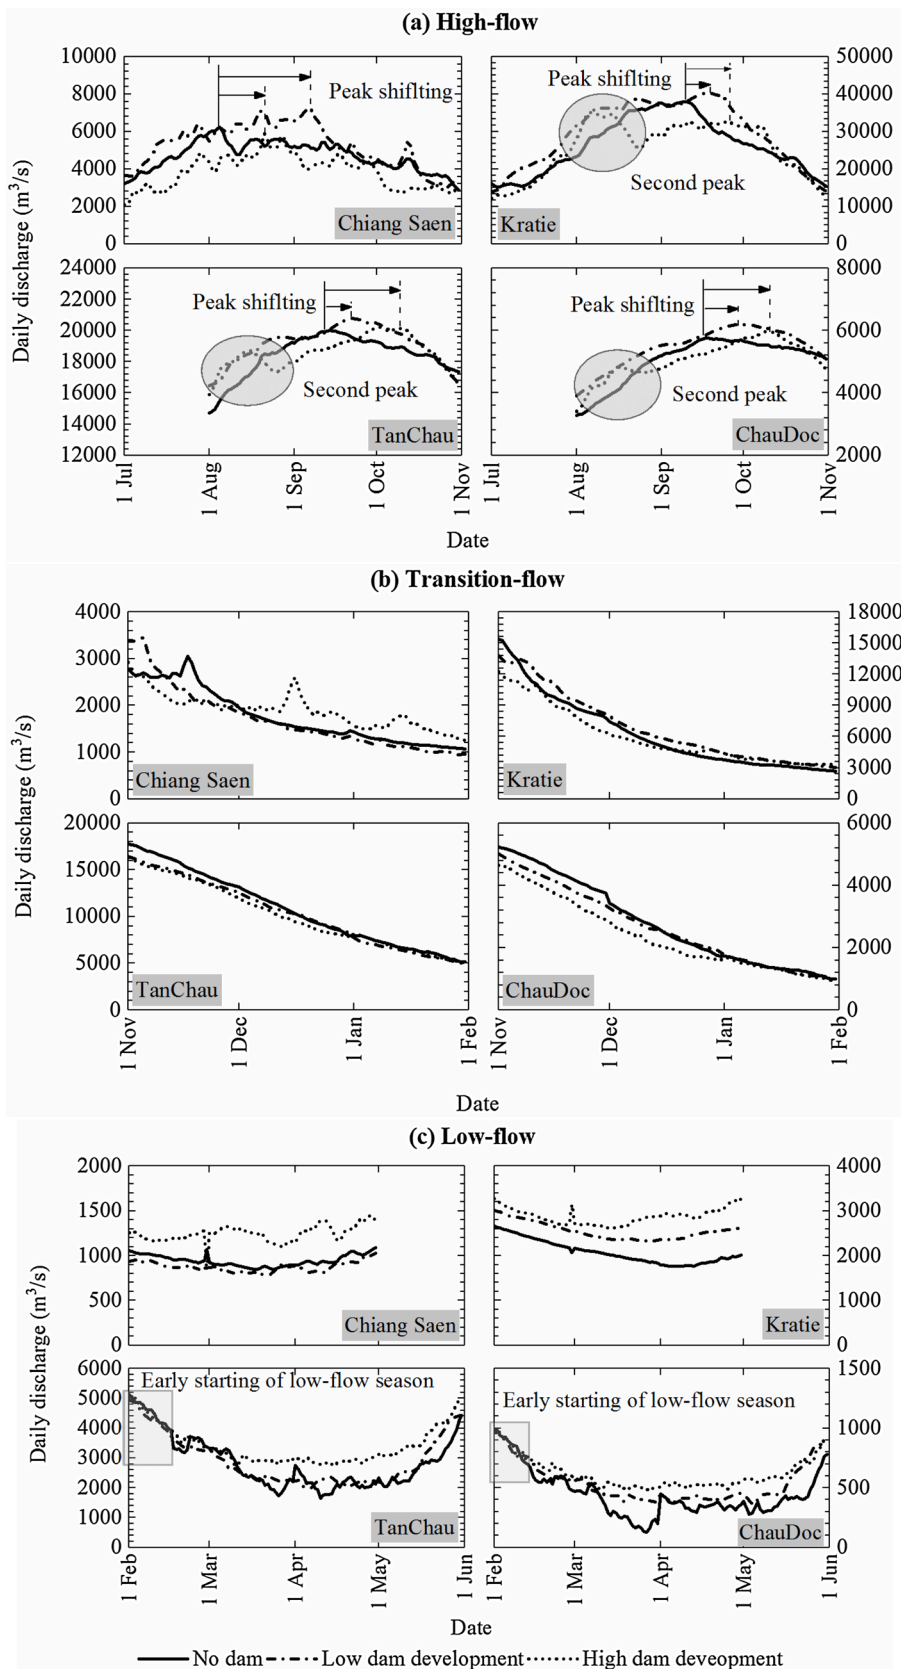 (a) High-flow
10000
8000
6000
4000
2000
0
Peak shiflting
Chiang Saen
50000
40000
30000
20000
10000
0
Peak shiflting
Second peak
Kratie
Daily discharge (m³/s)
24000
22000
20000
18000
16000
14000
12000
Peak shiflting
Second peak
TanChau
8000
6000
4000
2000
Peak shiflting
Second peak
ChauDoc
1 Jul
1 Aug
1 Sep
1 Oct
1 Nov
1 Jul
1 Aug
1 Sep
1 Oct
1 Nov
Date
(b) Transition-flow
4000
3000
2000
1000
0
Chiang Saen
18000
15000
12000
9000
6000
3000
0
Kratie
Daily discharge (m³/s)
20000
15000
10000
5000
0
TanChau
6000
4000
2000
0
ChauDoc
1 Nov
1 Dec
1 Jan
1 Feb
1 Nov
1 Dec
1 Jan
1 Feb
Date
(c) Low-flow
2000
1500
1000
500
0
Chiang Saen
4000
3000
2000
1000
0
Kratie
Daily discharge (m³/s)
6000
5000
4000
3000
2000
1000
0
Early starting of low-flow season
TanChau
1500
1000
500
0
Early starting of low-flow season
ChauDoc
1 Feb
1 Mar
1 Apr
1 May
1 Jun
1 Feb
1 Mar
1 Apr
1 May
1 Jun
Date
No dam
Low dam development
High dam deveopment